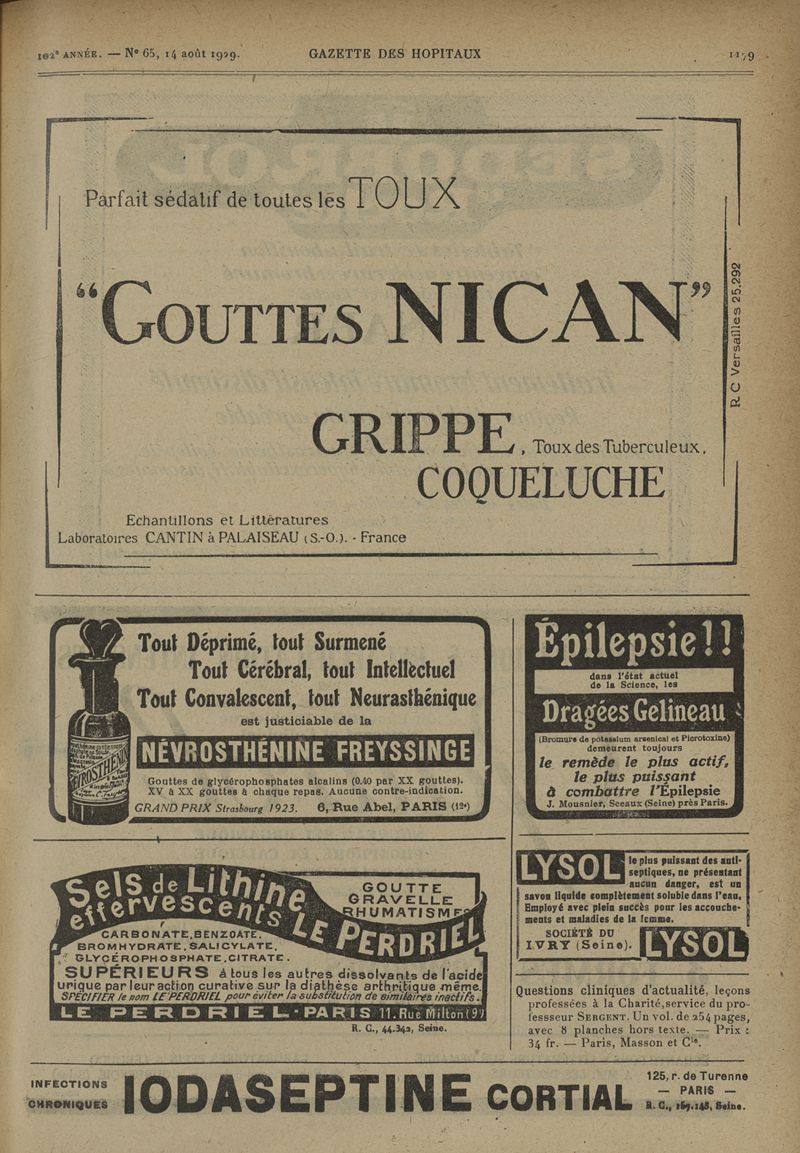 102ᵉ ANNÉE. — Nº 65, 14 août 1929.
GAZETTE DES HOPITAUX
1179
Parfait sédatif de toutes les TOUX
“GOUTTES NICAN”
GRIPPE, Toux des Tuberculeux,
COQUELUCHE
Echantillons et Littératures
Laboratoires CANTIN à PALAISEAU (S.-O.). - France
R C Versailles 25.292
Tout Déprimé, tout Surmené
Tout Cérébral, tout Intellectuel
Tout Convalescent, tout Neurasthénique
est justiciable de la
NÉVROSTHÉNINE FREYSSINGE
Gouttes de glycérophosphates alcalins (0.40 par XX gouttes).
XV à XX gouttes à chaque repas. Aucune contre-indication.
GRAND PRIX Strasbourg 1923. 6, Rue Abel, PARIS (12ᵉ)
Épilepsie!!
dans l'état actuel
de la Science, les
Dragées Gelineau
(Bromure de potassium arsenical et Picrotoxine)
demeurent toujours
le remède le plus actif,
le plus puissant
à combattre l'Épilepsie
J. Mousnier, Sceaux (Seine) près Paris.
Sels de Lithine
effervescents LE PERDRIEL
GOUTTE
GRAVELLE
RHUMATISMES
CARBONATE, BENZOATE.
BROMHYDRATE, SALICYLATE,
GLYCÉROPHOSPHATE, CITRATE.
SUPÉRIEURS à tous les autres dissolvants de l'acide
urique par leur action curative sur la diathèse arthritique même.
SPÉCIFIER le nom LE PERDRIEL pour éviter la substitution de similaires inactifs.
LE PERDRIEL - PARIS 11. Rue Milton (9ᵉ)
R. C., 44.342, Seine.
LYSOL le plus puissant des anti-
septiques, ne présentant
aucun danger, est un
savon liquide complètement soluble dans l'eau,
Employé avec plein succès pour les accouche-
ments et maladies de la femme.
SOCIÉTÉ DU
IVRY (Seine). LYSOL
Questions cliniques d'actualité, leçons
professées à la Charité, service du pro-
fessseur SERGENT. Un vol. de 254 pages,
avec 8 planches hors texte. — Prix :
34 fr. — Paris, Masson et Cⁱᵉ.
INFECTIONS
CHRONIQUES
IODASEPTINE CORTIAL
125, r. de Turenne
— PARIS —
R. C., 167.148, Seine.